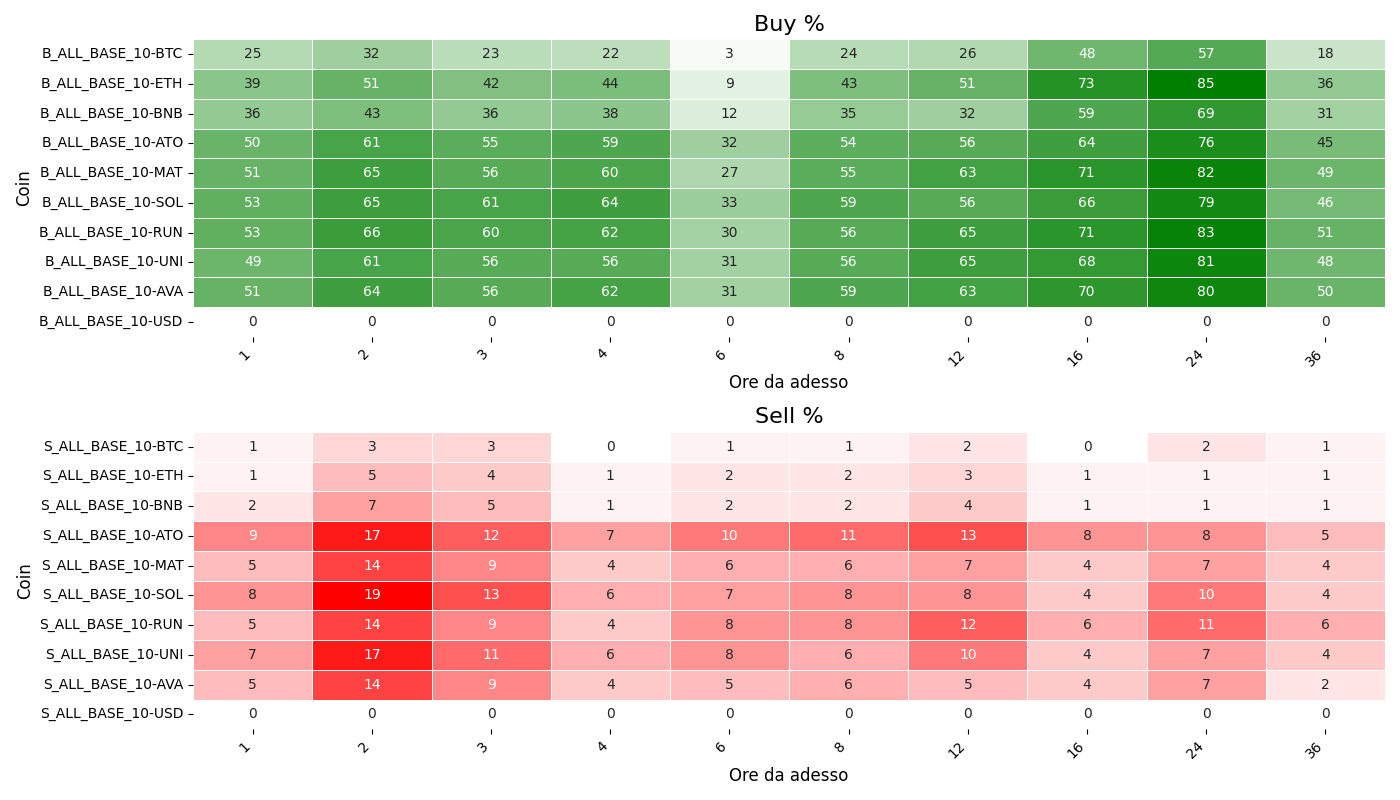 Buy %
Coin
B_ALL_BASE_10-BTC 25 32 23 22 3 24 26 48 57 18
B_ALL_BASE_10-ETH 39 51 42 44 9 43 51 73 85 36
B_ALL_BASE_10-BNB 36 43 36 38 12 35 32 59 69 31
B_ALL_BASE_10-ATO 50 61 55 59 32 54 56 64 76 45
B_ALL_BASE_10-MAT 51 65 56 60 27 55 63 71 82 49
B_ALL_BASE_10-SOL 53 65 61 64 33 59 56 66 79 46
B_ALL_BASE_10-RUN 53 66 60 62 30 56 65 71 83 51
B_ALL_BASE_10-UNI 49 61 56 56 31 56 65 68 81 48
B_ALL_BASE_10-AVA 51 64 56 62 31 59 63 70 80 50
B_ALL_BASE_10-USD 0 0 0 0 0 0 0 0 0 0
1 2 3 4 6 8 12 16 24 36
Ore da adesso
Sell %
Coin
S_ALL_BASE_10-BTC 1 3 3 0 1 1 2 0 2 1
S_ALL_BASE_10-ETH 1 5 4 1 2 2 3 1 1 1
S_ALL_BASE_10-BNB 2 7 5 1 2 2 4 1 1 1
S_ALL_BASE_10-ATO 9 17 12 7 10 11 13 8 8 5
S_ALL_BASE_10-MAT 5 14 9 4 6 6 7 4 7 4
S_ALL_BASE_10-SOL 8 19 13 6 7 8 8 4 10 4
S_ALL_BASE_10-RUN 5 14 9 4 8 8 12 6 11 6
S_ALL_BASE_10-UNI 7 17 11 6 8 6 10 4 7 4
S_ALL_BASE_10-AVA 5 14 9 4 5 6 5 4 7 2
S_ALL_BASE_10-USD 0 0 0 0 0 0 0 0 0 0
1 2 3 4 6 8 12 16 24 36
Ore da adesso